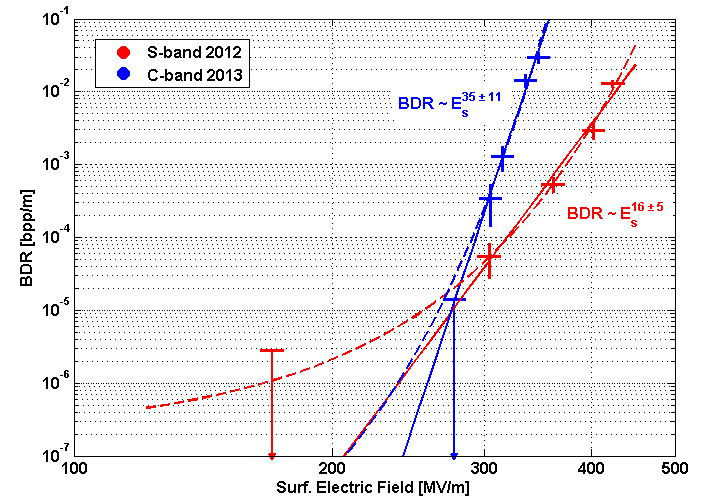 10^-1
10^-2
10^-3
10^-4
10^-5
10^-6
10^-7
BDR [bpp/m]
S-band 2012
C-band 2013
BDR ~ E_s^35 ± 11
BDR ~ E_s^16 ± 5
100 200 300 400 500
Surf. Electric Field [MV/m]